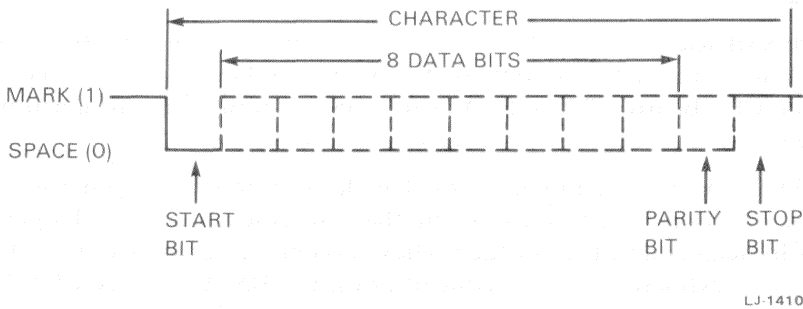 CHARACTER
8 DATA BITS
MARK (1)
SPACE (0)
START
BIT
PARITY
BIT
STOP
BIT
LJ-1410